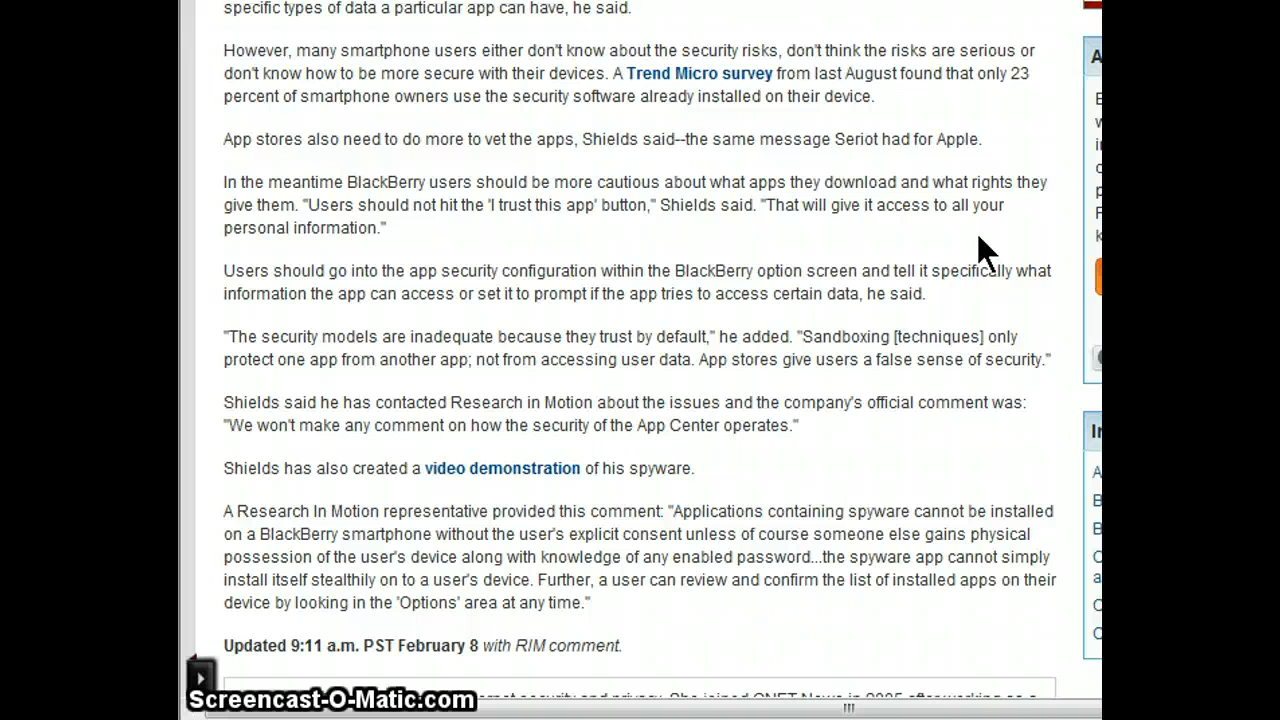 specific types of data a particular app can have, he said.
However, many smartphone users either don't know about the security risks, don't think the risks are serious or
don't know how to be more secure with their devices. A Trend Micro survey from last August found that only 23
percent of smartphone owners use the security software already installed on their device.
App stores also need to do more to vet the apps, Shields said--the same message Seriot had for Apple.
In the meantime BlackBerry users should be more cautious about what apps they download and what rights they
give them. "Users should not hit the 'I trust this app' button," Shields said. "That will give it access to all your
personal information."
Users should go into the app security configuration within the BlackBerry option screen and tell it specifically what
information the app can access or set it to prompt if the app tries to access certain data, he said.
"The security models are inadequate because they trust by default," he added. "Sandboxing [techniques] only
protect one app from another app; not from accessing user data. App stores give users a false sense of security."
Shields said he has contacted Research in Motion about the issues and the company's official comment was:
"We won't make any comment on how the security of the App Center operates."
Shields has also created a video demonstration of his spyware.
A Research In Motion representative provided this comment: "Applications containing spyware cannot be installed
on a BlackBerry smartphone without the user's explicit consent unless of course someone else gains physical
possession of the user's device along with knowledge of any enabled password...the spyware app cannot simply
install itself stealthily on to a user's device. Further, a user can review and confirm the list of installed apps on their
device by looking in the 'Options' area at any time."
Updated 9:11 a.m. PST February 8 with RIM comment.
security and privacy. She joined CNET News in 2005 after working as a
Screencast-O-Matic.com